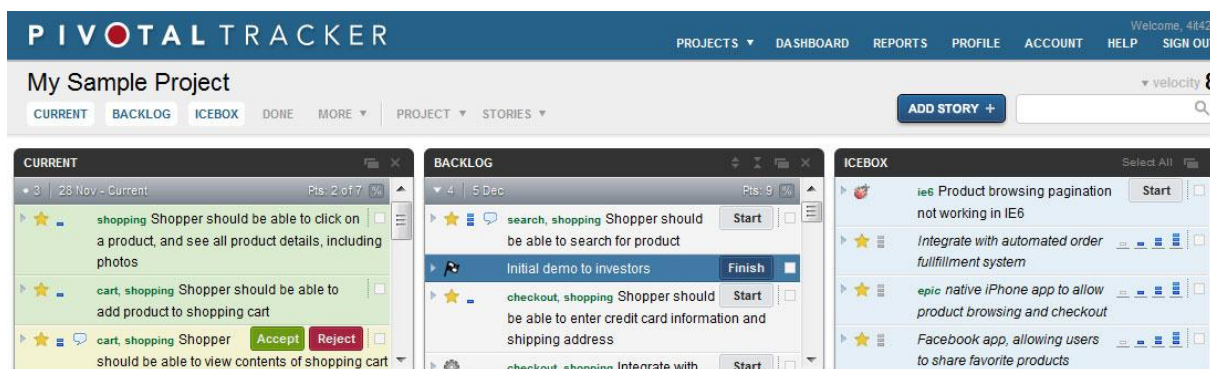 PIVOTALTRACKER
Welcome, 4it42
PROJECTS DASHBOARD REPORTS PROFILE ACCOUNT HELP SIGN OU
My Sample Project
velocity 8
CURRENT BACKLOG ICEBOX DONE MORE PROJECT STORIES
ADD STORY +
CURRENT
3 | 28 Nov - Current Pts: 2 of 7 %
shopping Shopper should be able to click on
a product, and see all product details, including
photos
cart, shopping Shopper should be able to
add product to shopping cart
cart, shopping Shopper Accept Reject
should be able to view contents of shopping cart
BACKLOG
4 | 5 Dec Pts: 9 %
search, shopping Shopper should Start
be able to search for product
Initial demo to investors Finish
checkout, shopping Shopper should Start
be able to enter credit card information and
shipping address
checkout, shopping Integrate with Start
ICEBOX Select All
ie6 Product browsing pagination Start
not working in IE6
Integrate with automated order
fullfillment system
epic native iPhone app to allow
product browsing and checkout
Facebook app, allowing users
to share favorite products